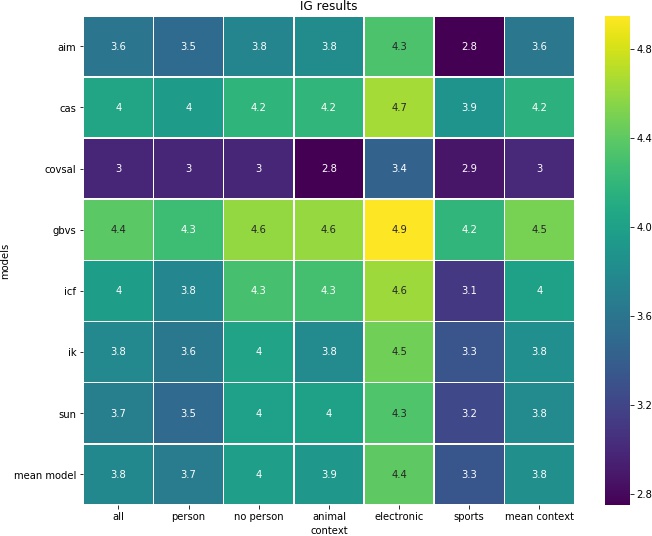 IG results
aim 3.6 3.5 3.8 3.8 4.3 2.8 3.6
cas 4 4 4.2 4.2 4.7 3.9 4.2
covsal 3 3 3 2.8 3.4 2.9 3
gbvs 4.4 4.3 4.6 4.6 4.9 4.2 4.5
icf 4 3.8 4.3 4.3 4.6 3.1 4
ik 3.8 3.6 4 3.8 4.5 3.3 3.8
sun 3.7 3.5 4 4 4.3 3.2 3.8
mean model 3.8 3.7 4 3.9 4.4 3.3 3.8
all person no person animal electronic sports mean context
context
models
4.8
4.4
4.0
3.6
3.2
2.8